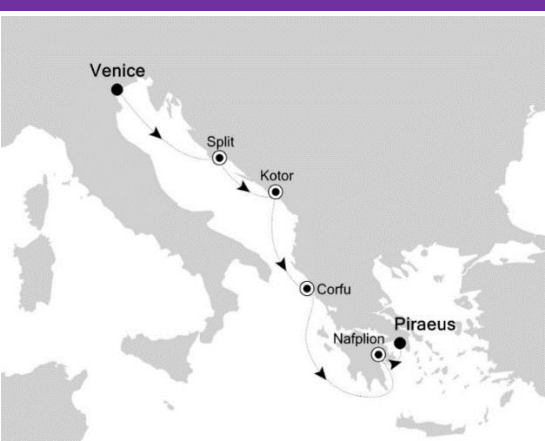 Venice
Split
Kotor
Corfu
Piraeus
Nafplion